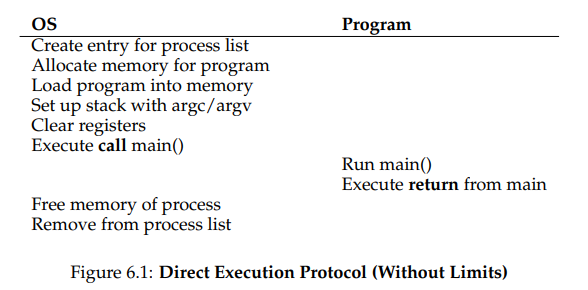 OS Program
Create entry for process list
Allocate memory for program
Load program into memory
Set up stack with argc/argv
Clear registers
Execute call main()
Run main()
Execute return from main
Free memory of process
Remove from process list
Figure 6.1: Direct Execution Protocol (Without Limits)